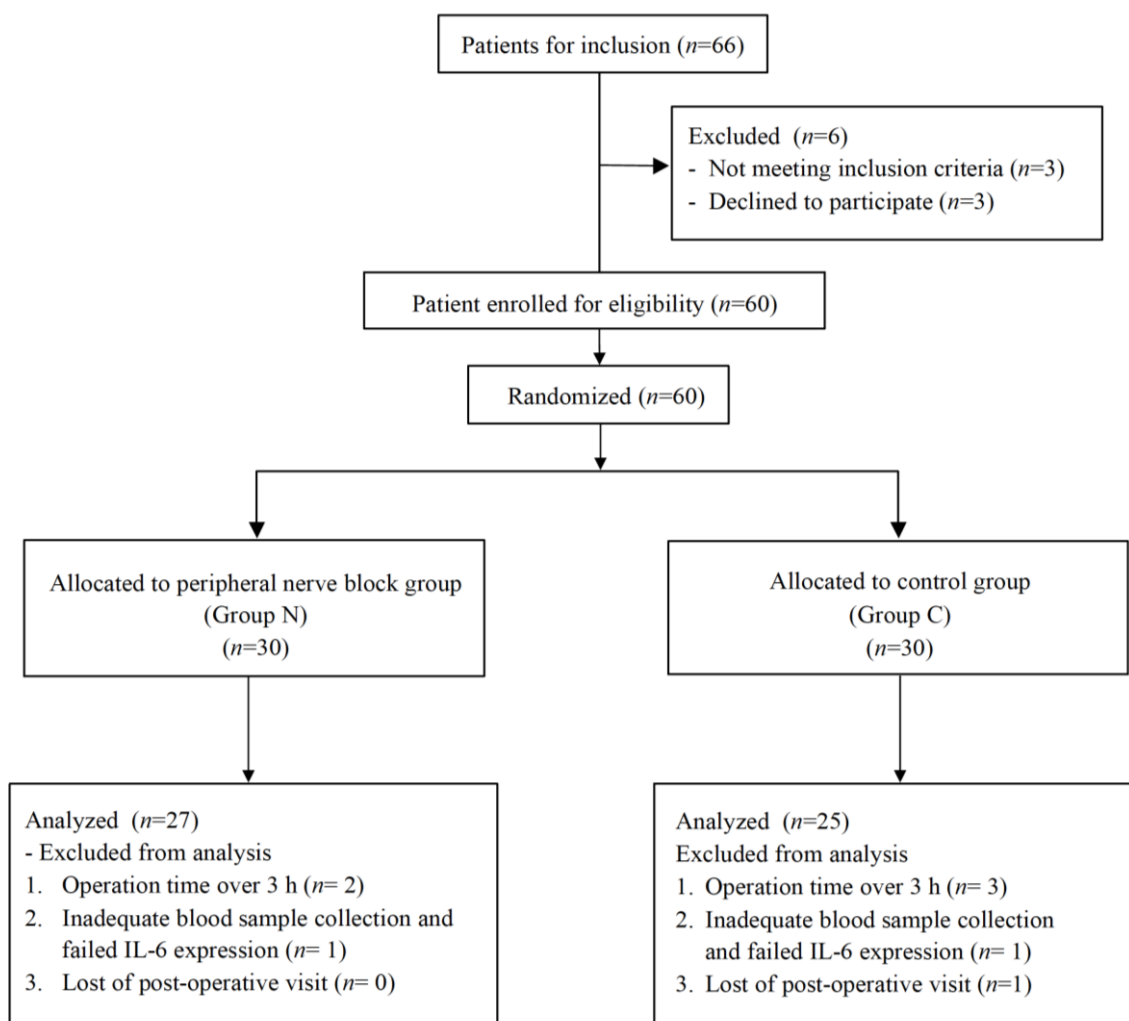 Patients for inclusion (n=66)
Excluded (n=6)
- Not meeting inclusion criteria (n=3)
- Declined to participate (n=3)
Patient enrolled for eligibility (n=60)
Randomized (n=60)
Allocated to peripheral nerve block group
(Group N)
(n=30)
Allocated to control group
(Group C)
(n=30)
Analyzed (n=27)
- Excluded from analysis
1. Operation time over 3 h (n= 2)
2. Inadequate blood sample collection and
failed IL-6 expression (n= 1)
3. Lost of post-operative visit (n= 0)
Analyzed (n=25)
Excluded from analysis
1. Operation time over 3 h (n= 3)
2. Inadequate blood sample collection
and failed IL-6 expression (n= 1)
3. Lost of post-operative visit (n=1)